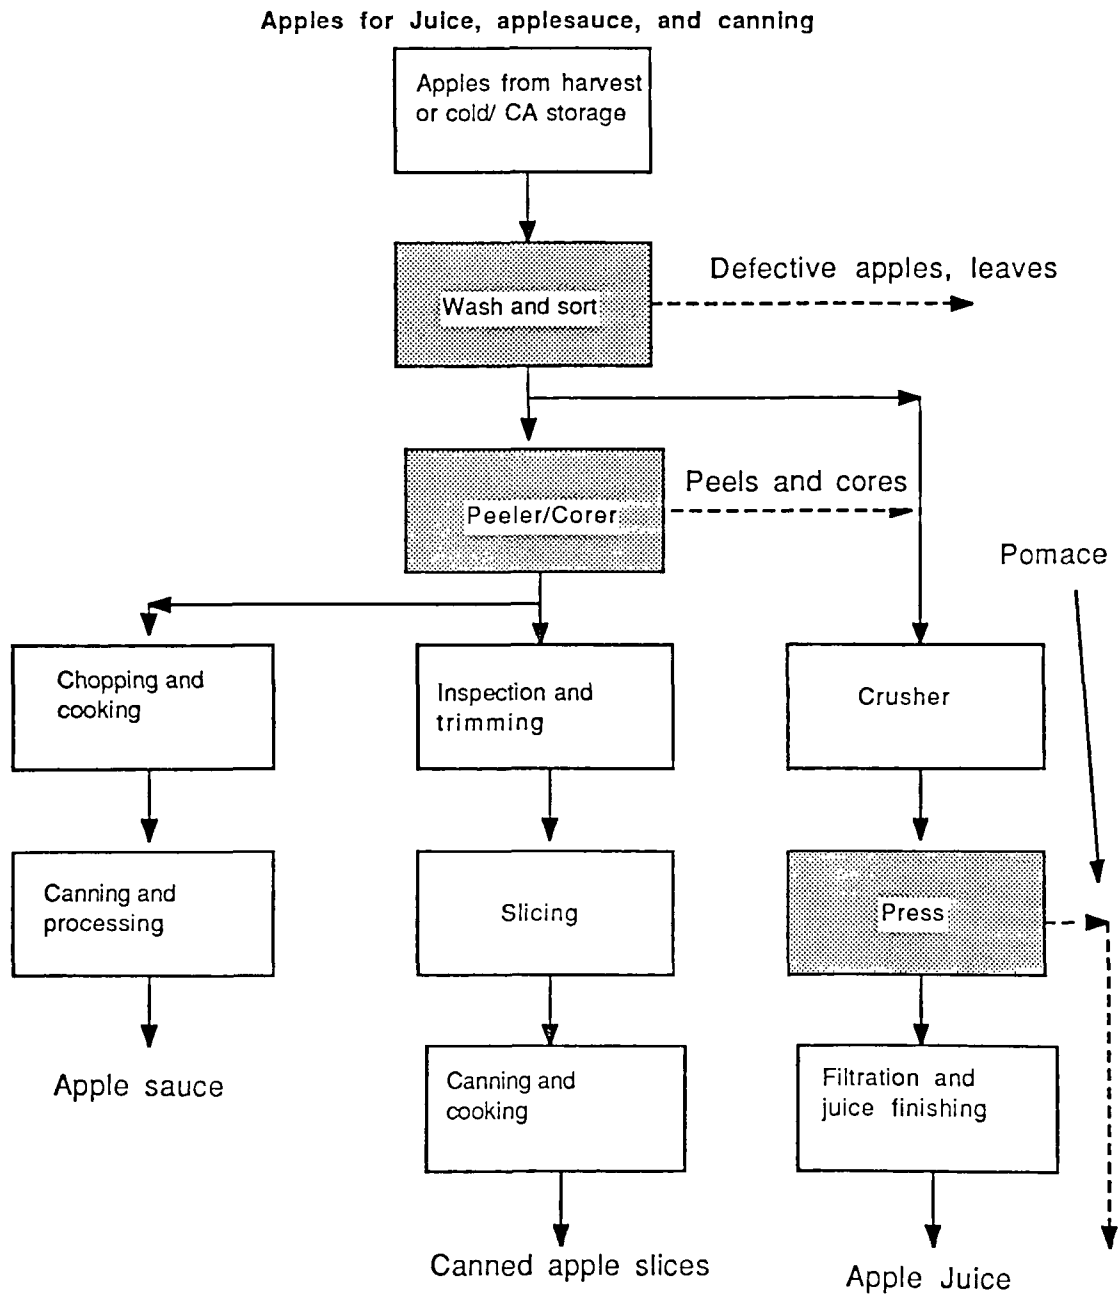 Apples for Juice, applesauce, and canning
Apples from harvest
or cold/ CA storage
Defective apples, leaves
Wash and sort
Peels and cores
Peeler/Corer
Pomace
Chopping and
cooking
Inspection and
trimming
Crusher
Canning and
processing
Slicing
Press
Apple sauce
Canning and
cooking
Filtration and
juice finishing
Canned apple slices
Apple Juice